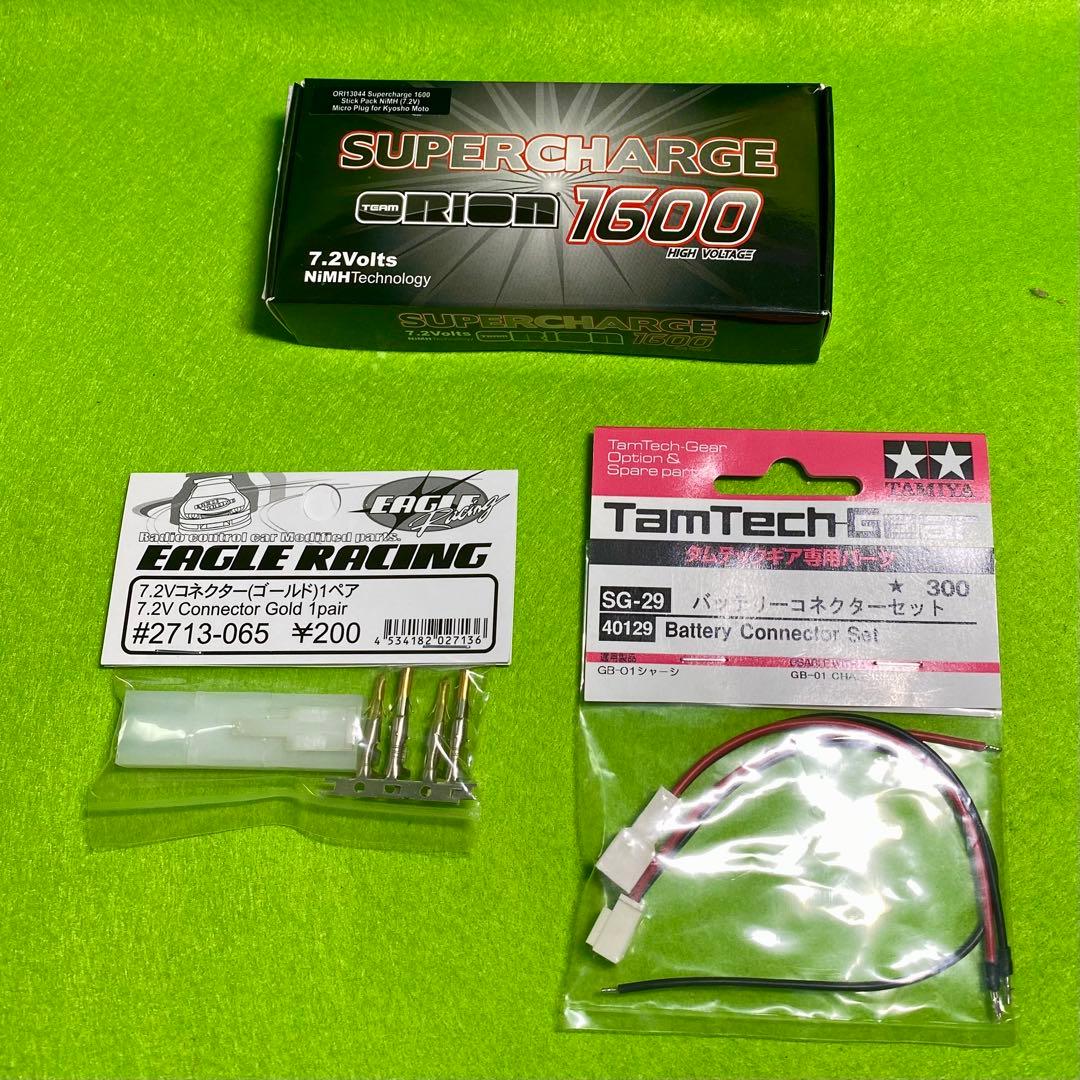 ORI13044 Supercharge 1600
Stick Pack NiMH (7.2V)
Micro Plug for Kyosho Moto
SUPERCHARGE
TEAM ORION 1600
HIGH VOLTAGE
7.2Volts
NiMHTechnology
SUPERCHARGE
7.2Volts
NiMHTechnology
TEAM ORION 1600
EAGLE Racing
Radio control car Modified parts.
EAGLE RACING
7.2Vコネクター(ゴールド)1ペア
7.2V Connector Gold 1pair
#2713-065 ¥200
4 534182 027136
TamTech-Gear
Option &
Spare parts
TAMIYA
TamTech-Gear
タムテックギア専用パーツ
★ 300
SG-29 バッテリーコネクターセット
40129 Battery Connector Set
GB-01シャーシ
GB-01 CHA